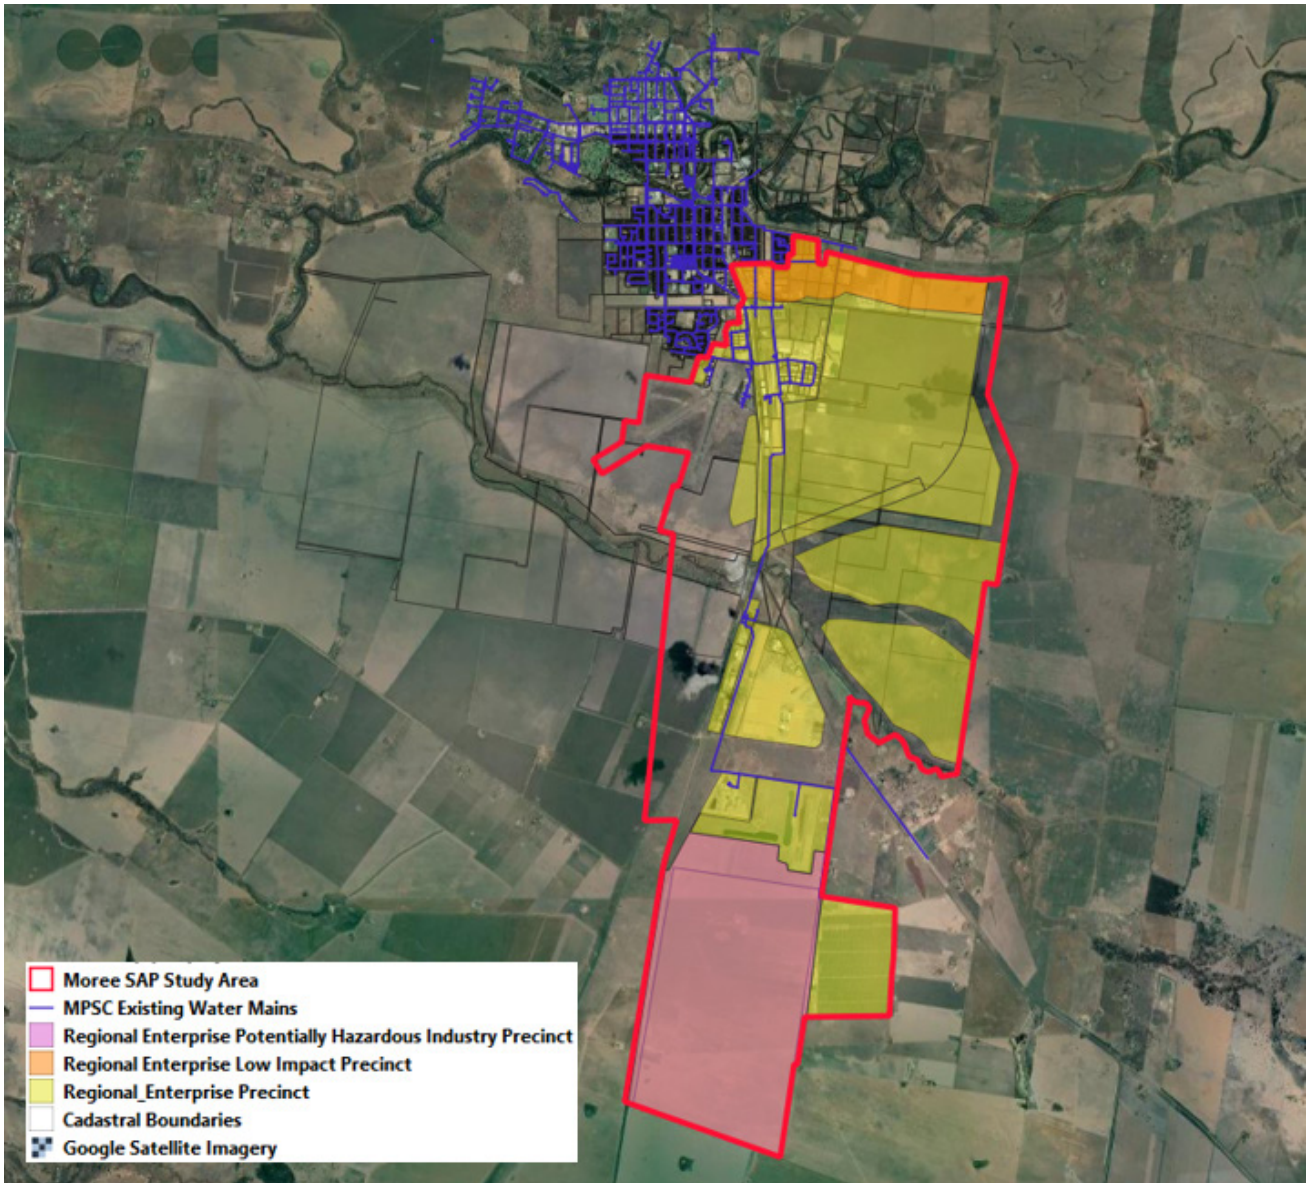 Moree SAP Study Area
MPSC Existing Water Mains
Regional Enterprise Potentially Hazardous Industry Precinct
Regional Enterprise Low Impact Precinct
Regional_Enterprise Precinct
Cadastral Boundaries
Google Satellite Imagery